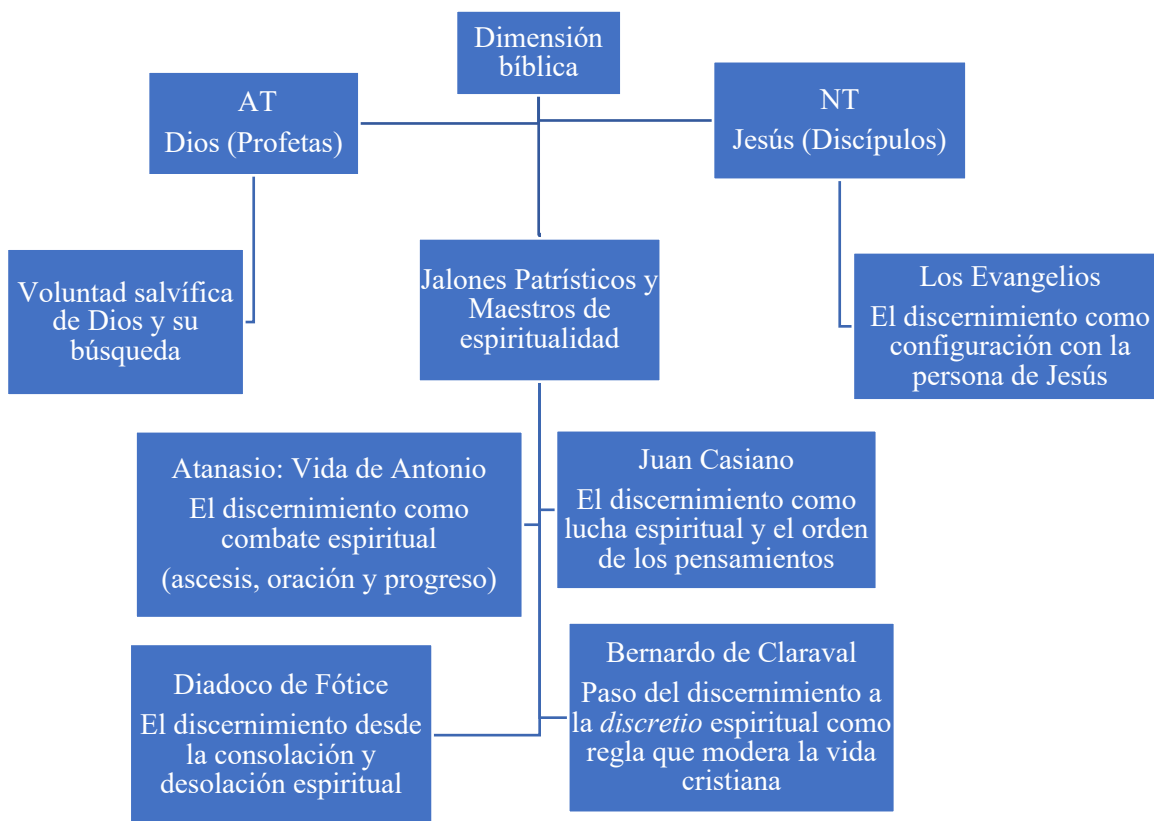 Dimensión
bíblica
AT
Dios (Profetas)
NT
Jesús (Discípulos)
Voluntad salvífica
de Dios y su
búsqueda
Jalones Patrísticos y
Maestros de
espiritualidad
Los Evangelios
El discernimiento como
configuración con la
persona de Jesús
Atanasio: Vida de Antonio
El discernimiento como
combate espiritual
(ascesis, oración y progreso)
Juan Casiano
El discernimiento como
lucha espiritual y el orden
de los pensamientos
Diadoco de Fótice
El discernimiento desde
la consolación y
desolación espiritual
Bernardo de Claraval
Paso del discernimiento a
la discretio espiritual como
regla que modera la vida
cristiana